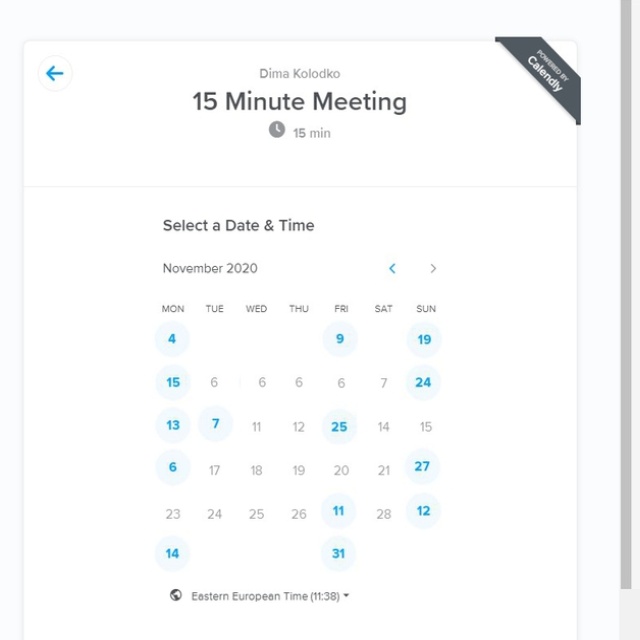 POWERED BY
Calendly
Dima Kolodko
15 Minute Meeting
15 min
Select a Date & Time
November 2020
MON TUE WED THU FRI SAT SUN
4 9 19
15 6 6 6 6 7 24
13 7 11 12 25 14 15
6 17 18 19 20 21 27
23 24 25 26 11 28 12
14 31
Eastern European Time (11:38)